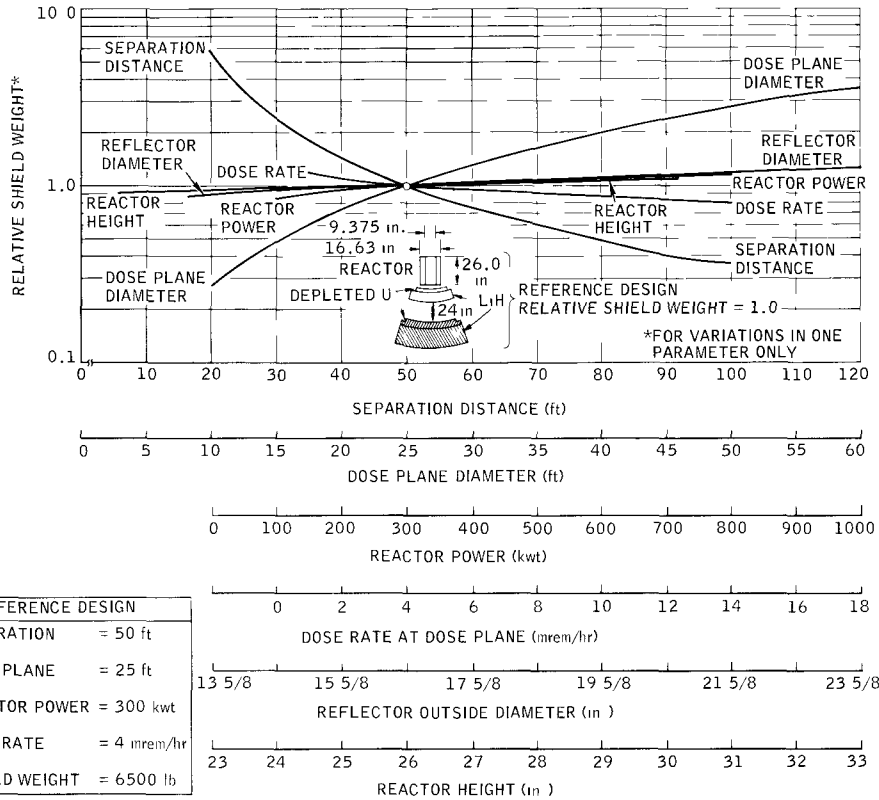 10 0
SEPARATION
DISTANCE
DOSE PLANE
DIAMETER
REFLECTOR
DIAMETER
DOSE RATE
REFLECTOR
DIAMETER
RELATIVE SHIELD WEIGHT*
1.0
REACTOR
HEIGHT
REACTOR
POWER
REACTOR
HEIGHT
REACTOR POWER
DOSE RATE
9.375 in.
16.63 in
REACTOR
26.0
in
SEPARATION
DISTANCE
DOSE PLANE
DIAMETER
DEPLETED U
LiH
24 in
REFERENCE DESIGN
RELATIVE SHIELD WEIGHT = 1.0
*FOR VARIATIONS IN ONE
PARAMETER ONLY
0.1
0 10 20 30 40 50 60 70 80 90 100 110 120
SEPARATION DISTANCE (ft)
0 5 10 15 20 25 30 35 40 45 50 55 60
DOSE PLANE DIAMETER (ft)
0 100 200 300 400 500 600 700 800 900 1000
REACTOR POWER (kwt)
0 2 4 6 8 10 12 14 16 18
DOSE RATE AT DOSE PLANE (mrem/hr)
13 5/8 15 5/8 17 5/8 19 5/8 21 5/8 23 5/8
REFLECTOR OUTSIDE DIAMETER (in )
23 24 25 26 27 28 29 30 31 32 33
REACTOR HEIGHT (in )
FERENCE DESIGN
RATION = 50 ft
PLANE = 25 ft
TOR POWER = 300 kwt
RATE = 4 mrem/hr
D WEIGHT = 6500 lb